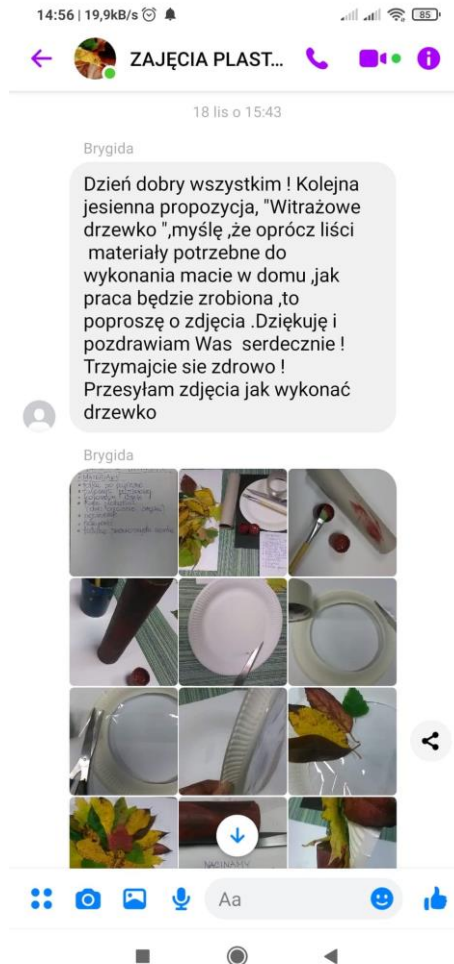 14:56 | 19,9kB/s
85
ZAJĘCIA PLAST...
18 lis o 15:43
Brygida
Dzień dobry wszystkim ! Kolejna
jesienna propozycja, "Witrażowe
drzewko ",myślę ,że oprócz liści
materiały potrzebne do
wykonania macie w domu ,jak
praca będzie zrobiona ,to
poproszę o zdjęcia .Dziękuję i
pozdrawiam Was serdecznie !
Trzymajcie sie zdrowo !
Przesyłam zdjęcia jak wykonać
drzewko
Brygida
NACINAMY
Aa